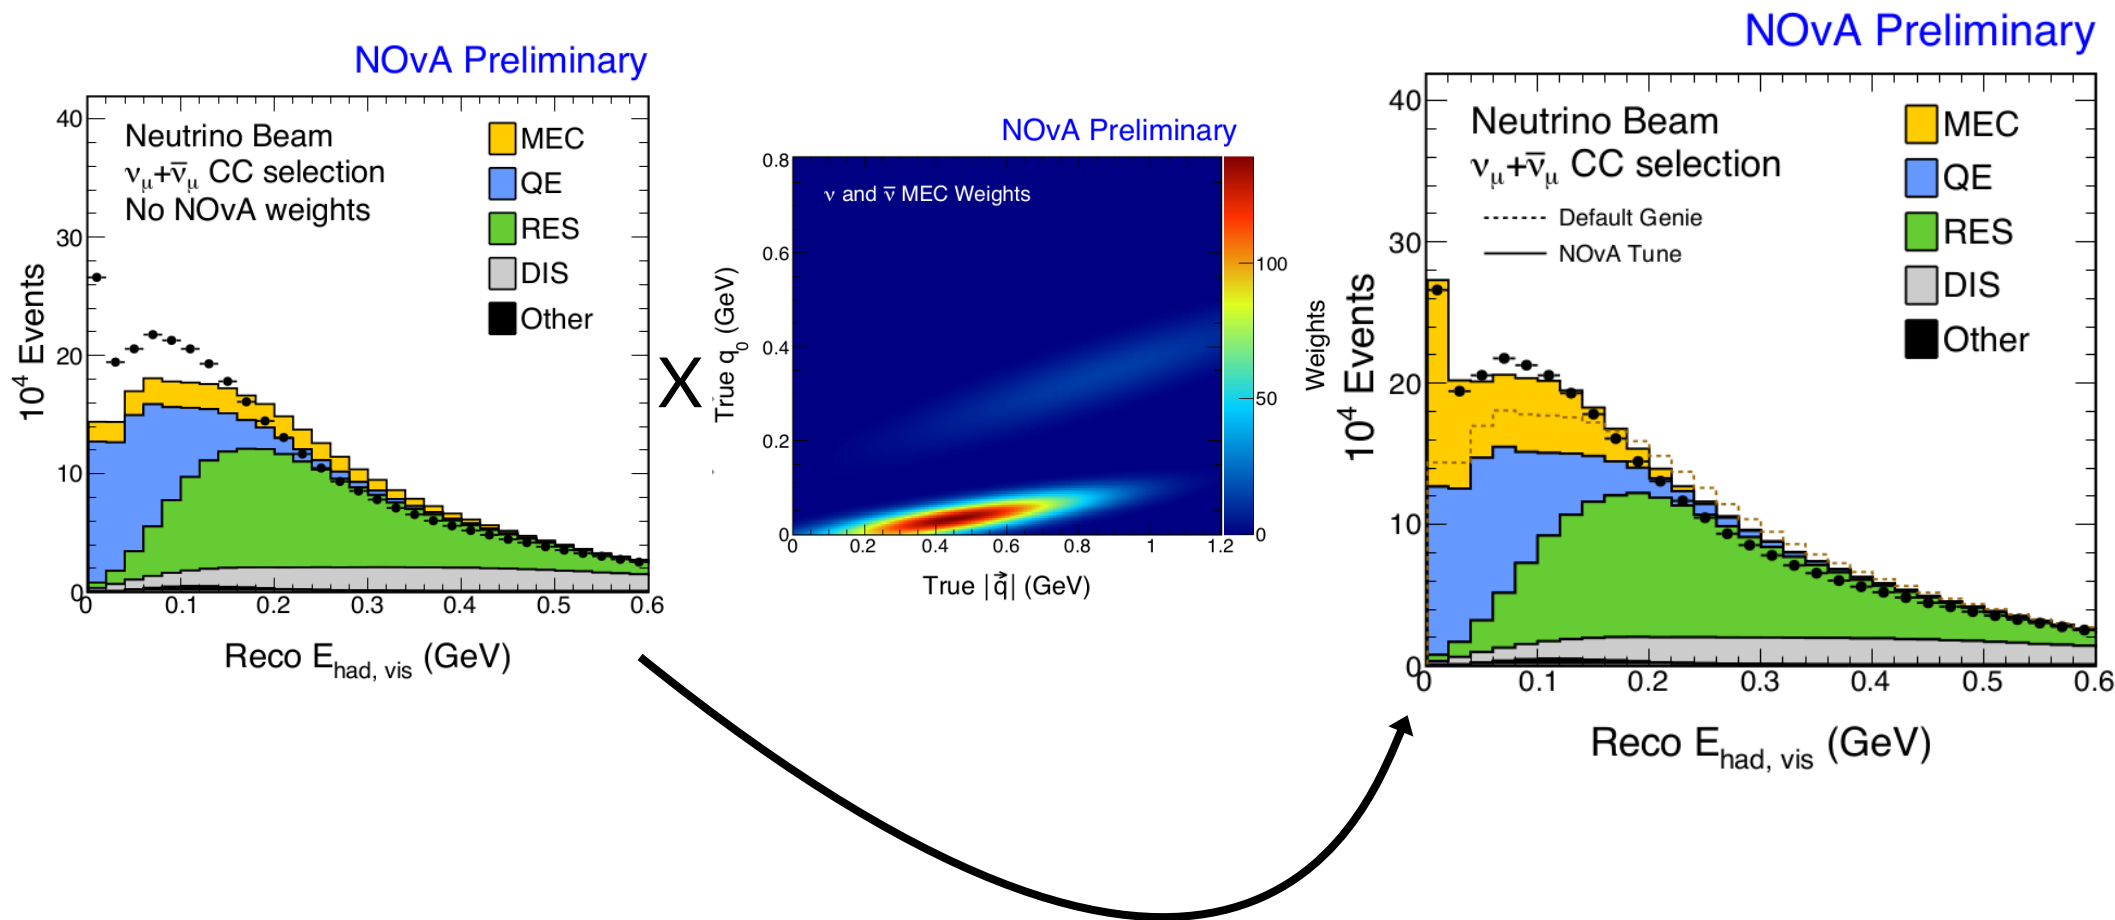 NOvA Preliminary
Neutrino Beam
νμ+ν̄μ CC selection
No NOvA weights
MEC
QE
RES
DIS
Other
40
30
20
10
0
10⁴ Events
0 0.1 0.2 0.3 0.4 0.5 0.6
Reco E_had, vis (GeV)
X
NOvA Preliminary
ν and ν̄ MEC Weights
0.8
0.6
0.4
0.2
0
True q₀ (GeV)
0 0.2 0.4 0.6 0.8 1 1.2
True |q⃗| (GeV)
100
50
0
Weights
NOvA Preliminary
Neutrino Beam
νμ+ν̄μ CC selection
Default Genie
NOvA Tune
MEC
QE
RES
DIS
Other
40
30
20
10
0
10⁴ Events
0 0.1 0.2 0.3 0.4 0.5 0.6
Reco E_had, vis (GeV)